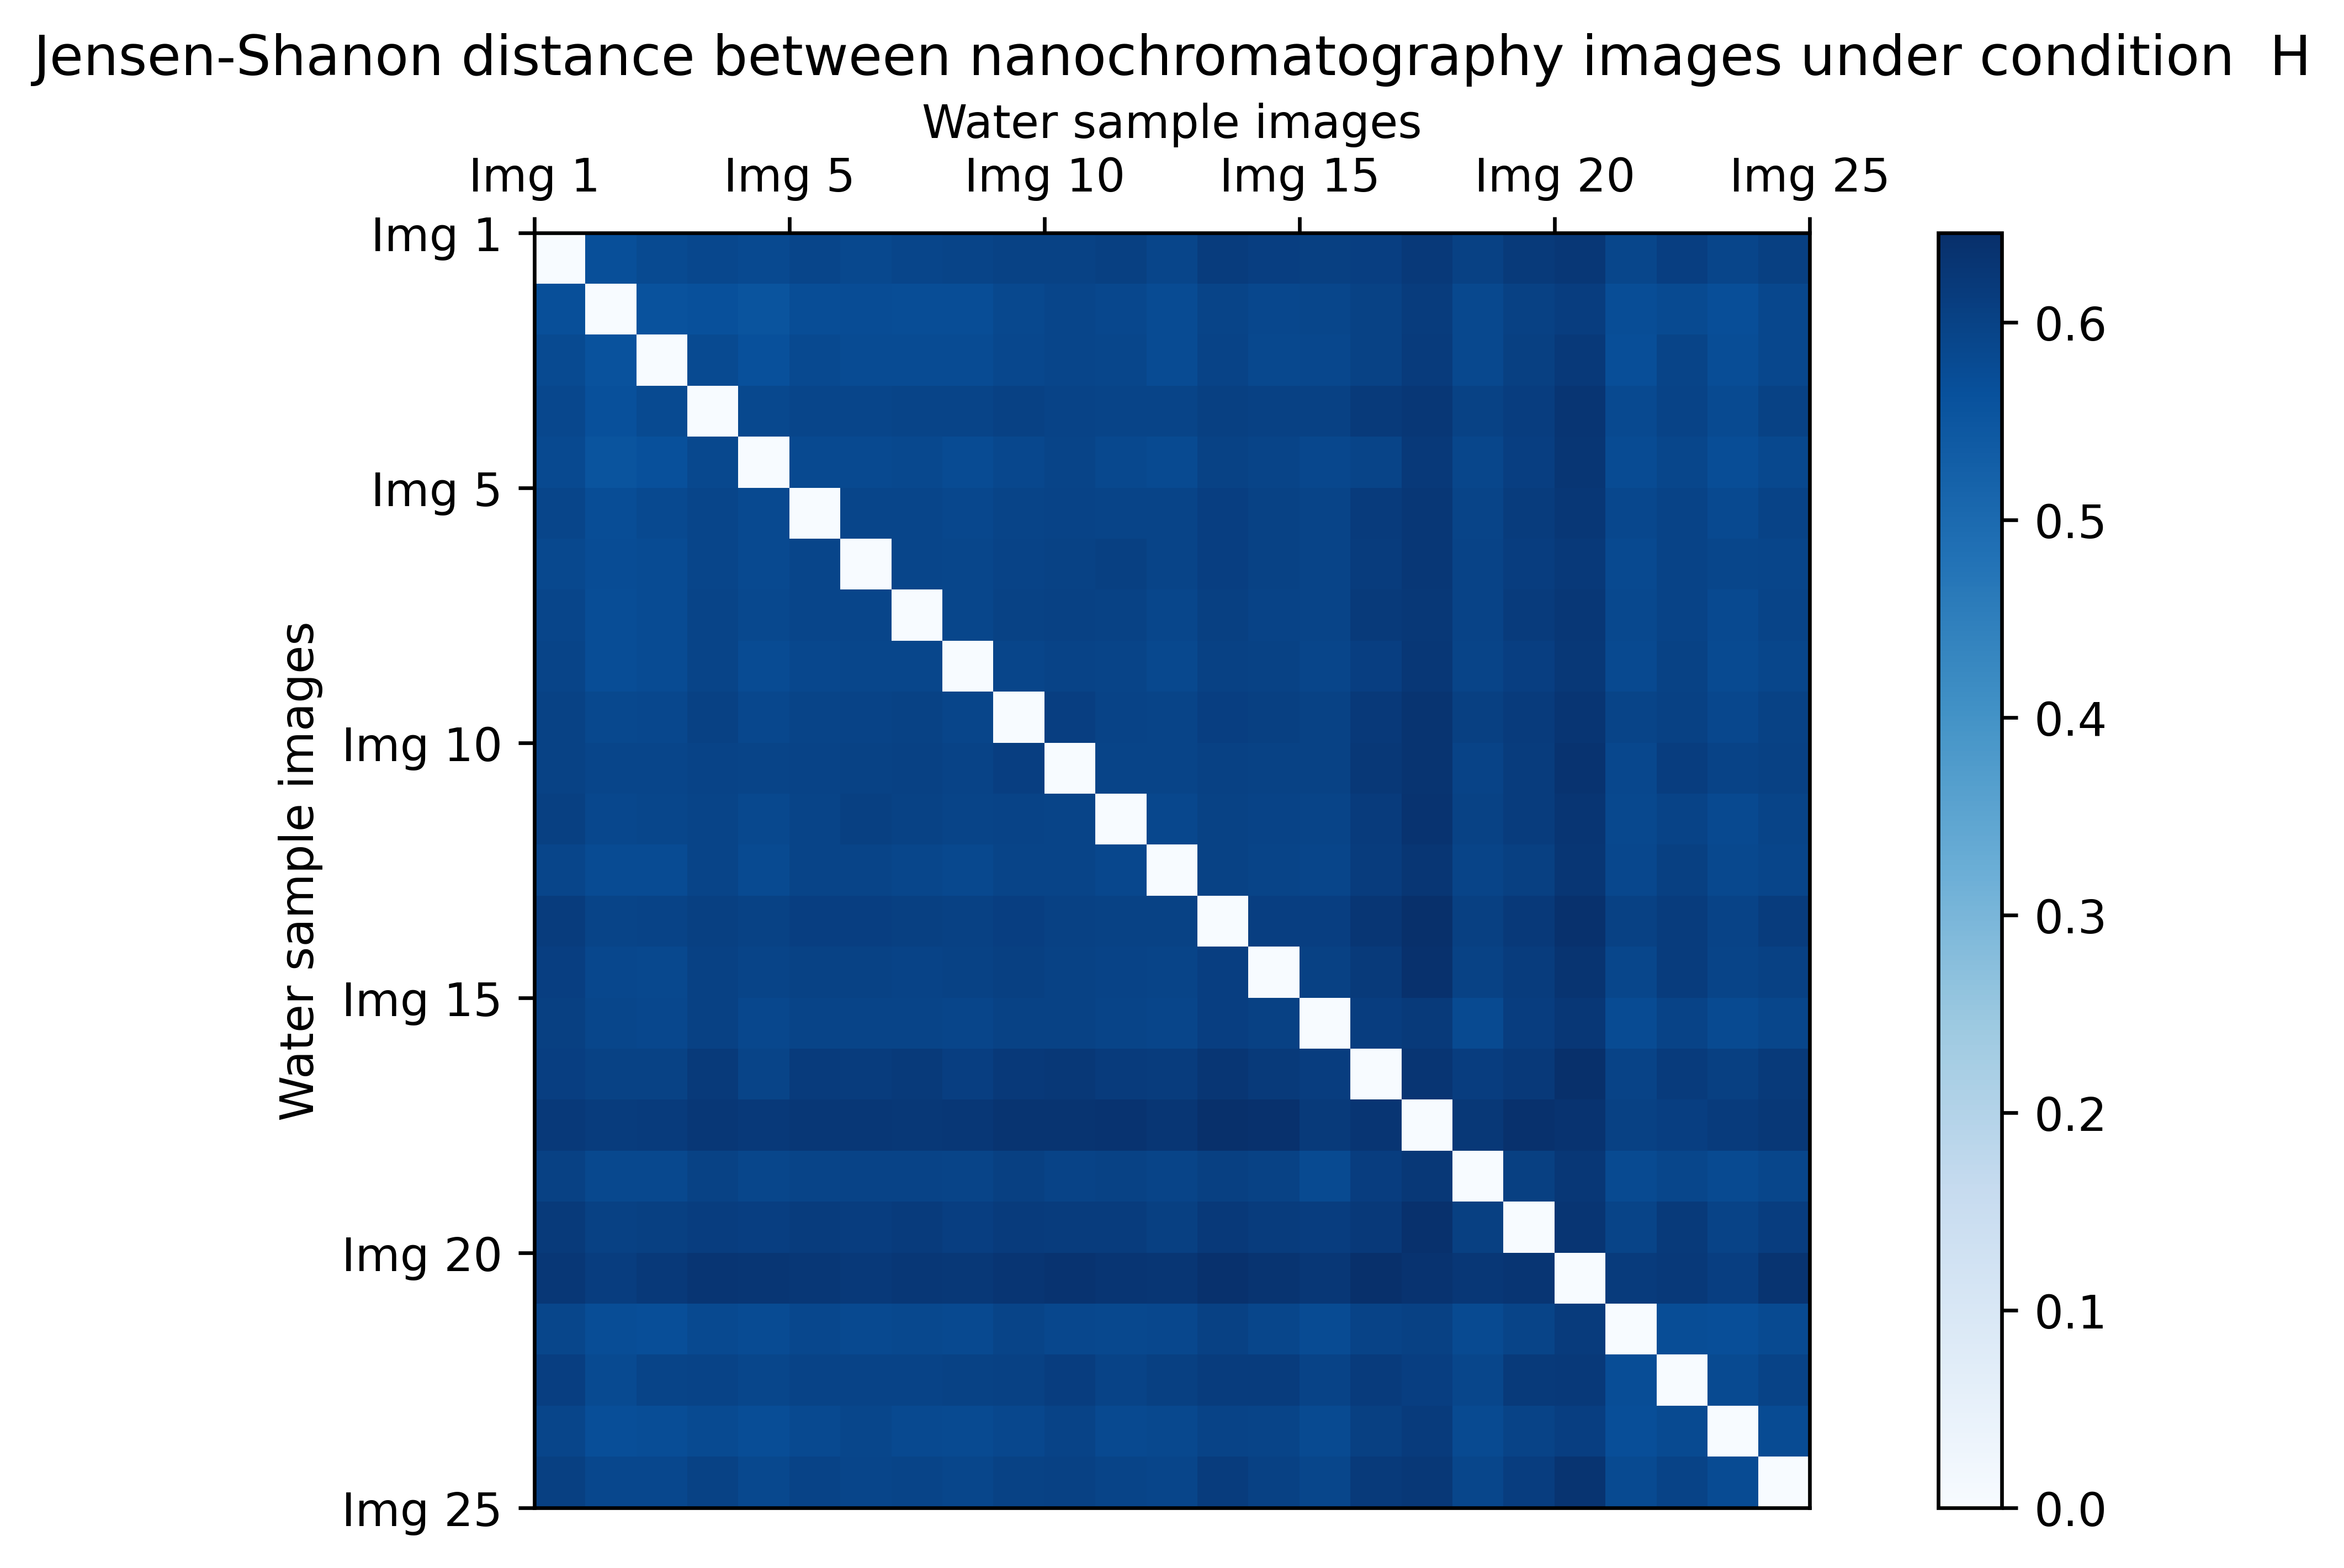 Jensen-Shanon distance between nanochromatography images under condition  H
Water sample images
Img 1 Img 5 Img 10 Img 15 Img 20 Img 25
Img 1
Img 5
Img 10
Img 15
Img 20
Img 25
Water sample images
0.6
0.5
0.4
0.3
0.2
0.1
0.0